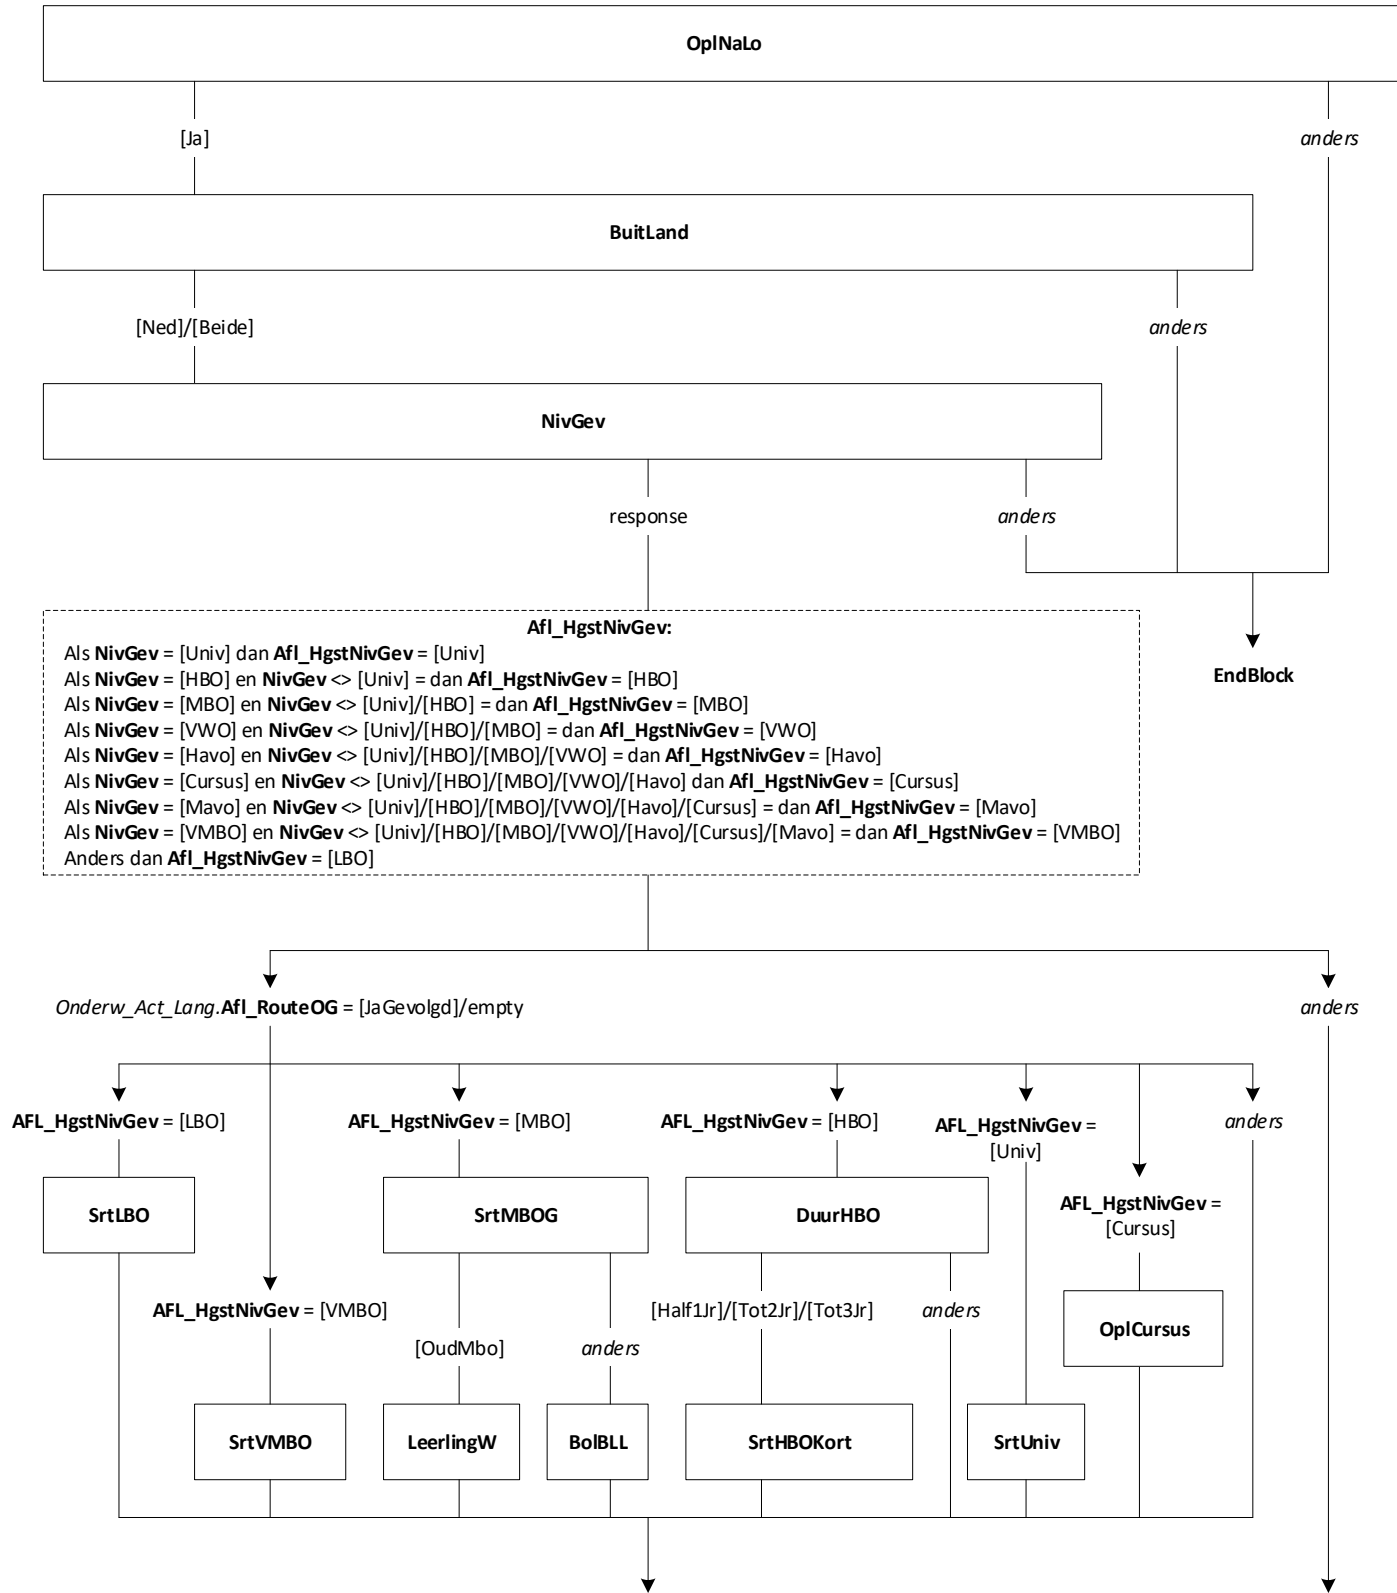 OplNaLo
[Ja]
anders
BuitLand
[Ned]/[Beide]
anders
NivGev
response
anders
Afl_HgstNivGev:
Als NivGev = [Univ] dan Afl_HgstNivGev = [Univ]
Als NivGev = [HBO] en NivGev <> [Univ] = dan Afl_HgstNivGev = [HBO]
Als NivGev = [MBO] en NivGev <> [Univ]/[HBO] = dan Afl_HgstNivGev = [MBO]
Als NivGev = [VWO] en NivGev <> [Univ]/[HBO]/[MBO] = dan Afl_HgstNivGev = [VWO]
Als NivGev = [Havo] en NivGev <> [Univ]/[HBO]/[MBO]/[VWO] = dan Afl_HgstNivGev = [Havo]
Als NivGev = [Cursus] en NivGev <> [Univ]/[HBO]/[MBO]/[VWO]/[Havo] dan Afl_HgstNivGev = [Cursus]
Als NivGev = [Mavo] en NivGev <> [Univ]/[HBO]/[MBO]/[VWO]/[Havo]/[Cursus] = dan Afl_HgstNivGev = [Mavo]
Als NivGev = [VMBO] en NivGev <> [Univ]/[HBO]/[MBO]/[VWO]/[Havo]/[Cursus]/[Mavo] = dan Afl_HgstNivGev = [VMBO]
Anders dan Afl_HgstNivGev = [LBO]
EndBlock
Onderw_Act_Lang.Afl_RouteOG = [JaGevolgd]/empty
anders
AFL_HgstNivGev = [LBO]
AFL_HgstNivGev = [MBO]
AFL_HgstNivGev = [HBO]
AFL_HgstNivGev =
[Univ]
anders
SrtLBO
SrtMBOG
DuurHBO
AFL_HgstNivGev =
[Cursus]
AFL_HgstNivGev = [VMBO]
[Half1Jr]/[Tot2Jr]/[Tot3Jr]
anders
OplCursus
[OudMbo]
anders
SrtVMBO
LeerlingW
BolBLL
SrtHBOKort
SrtUniv